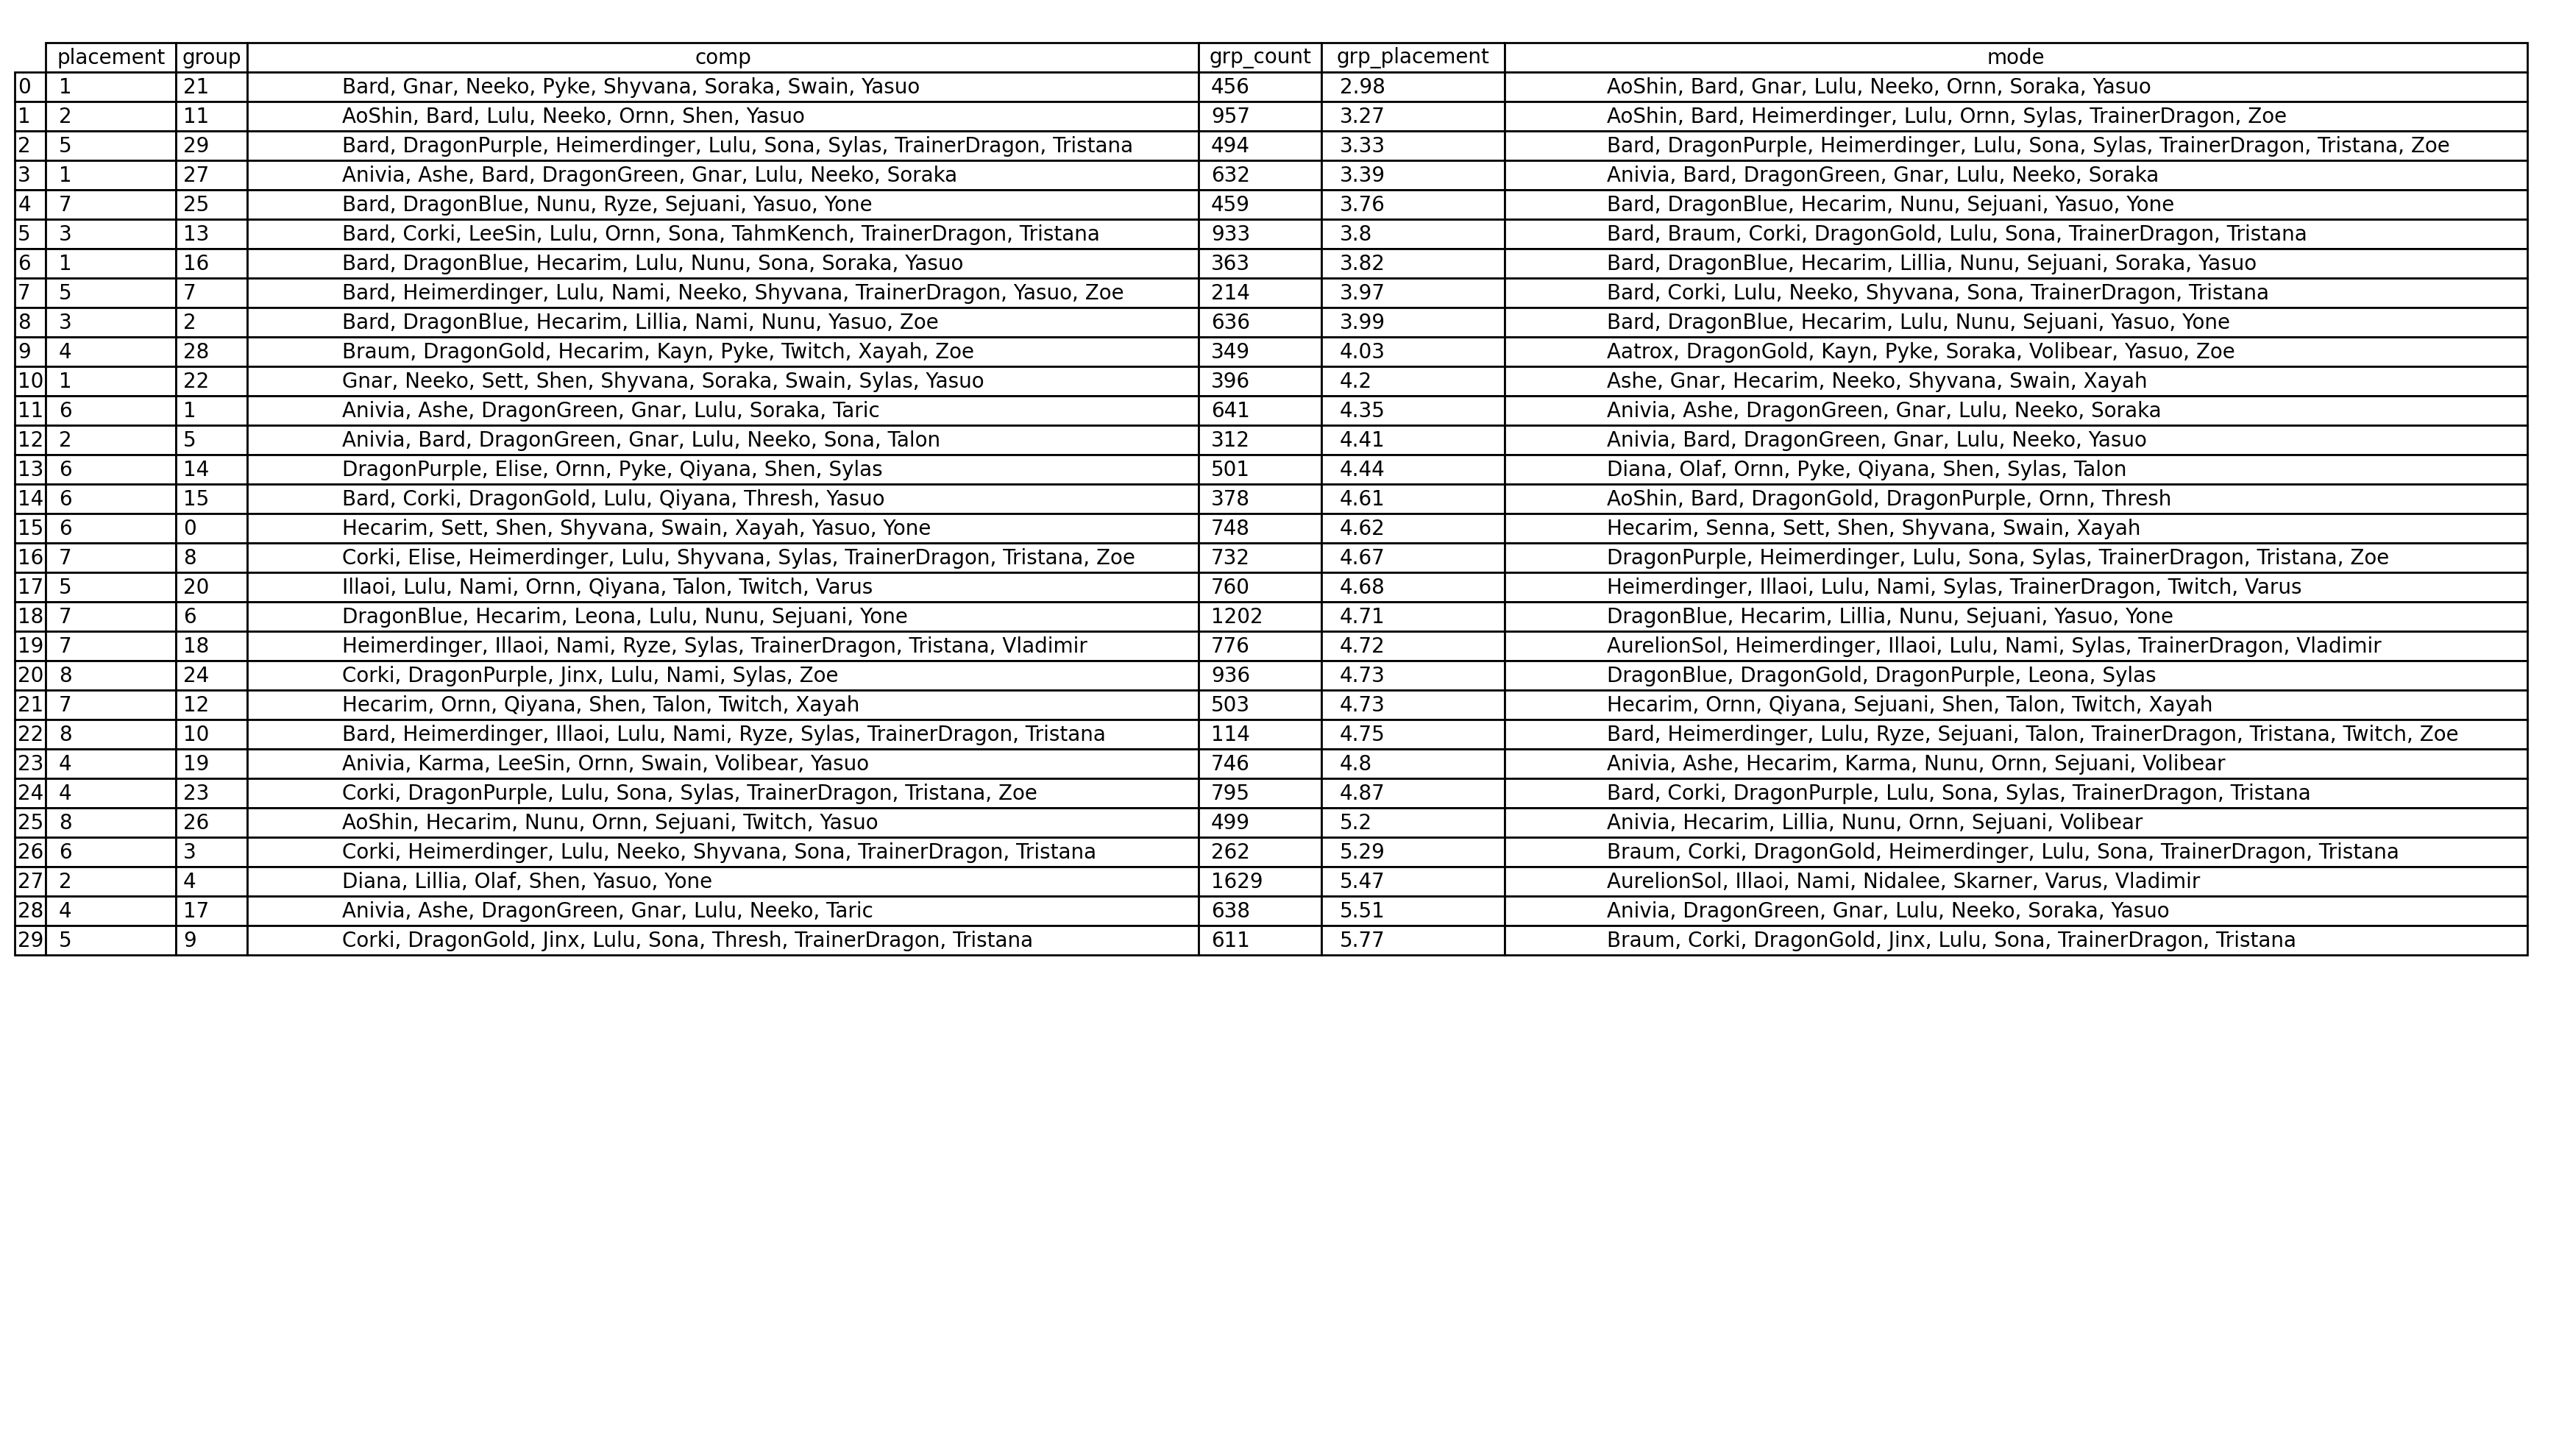 placement group comp grp_count grp_placement mode
0 1 21 Bard, Gnar, Neeko, Pyke, Shyvana, Soraka, Swain, Yasuo 456 2.98 AoShin, Bard, Gnar, Lulu, Neeko, Ornn, Soraka, Yasuo
1 2 11 AoShin, Bard, Lulu, Neeko, Ornn, Shen, Yasuo 957 3.27 AoShin, Bard, Heimerdinger, Lulu, Ornn, Sylas, TrainerDragon, Zoe
2 5 29 Bard, DragonPurple, Heimerdinger, Lulu, Sona, Sylas, TrainerDragon, Tristana 494 3.33 Bard, DragonPurple, Heimerdinger, Lulu, Sona, Sylas, TrainerDragon, Tristana, Zoe
3 1 27 Anivia, Ashe, Bard, DragonGreen, Gnar, Lulu, Neeko, Soraka 632 3.39 Anivia, Bard, DragonGreen, Gnar, Lulu, Neeko, Soraka
4 7 25 Bard, DragonBlue, Nunu, Ryze, Sejuani, Yasuo, Yone 459 3.76 Bard, DragonBlue, Hecarim, Nunu, Sejuani, Yasuo, Yone
5 3 13 Bard, Corki, LeeSin, Lulu, Ornn, Sona, TahmKench, TrainerDragon, Tristana 933 3.8 Bard, Braum, Corki, DragonGold, Lulu, Sona, TrainerDragon, Tristana
6 1 16 Bard, DragonBlue, Hecarim, Lulu, Nunu, Sona, Soraka, Yasuo 363 3.82 Bard, DragonBlue, Hecarim, Lillia, Nunu, Sejuani, Soraka, Yasuo
7 5 7 Bard, Heimerdinger, Lulu, Nami, Neeko, Shyvana, TrainerDragon, Yasuo, Zoe 214 3.97 Bard, Corki, Lulu, Neeko, Shyvana, Sona, TrainerDragon, Tristana
8 3 2 Bard, DragonBlue, Hecarim, Lillia, Nami, Nunu, Yasuo, Zoe 636 3.99 Bard, DragonBlue, Hecarim, Lulu, Nunu, Sejuani, Yasuo, Yone
9 4 28 Braum, DragonGold, Hecarim, Kayn, Pyke, Twitch, Xayah, Zoe 349 4.03 Aatrox, DragonGold, Kayn, Pyke, Soraka, Volibear, Yasuo, Zoe
10 1 22 Gnar, Neeko, Sett, Shen, Shyvana, Soraka, Swain, Sylas, Yasuo 396 4.2 Ashe, Gnar, Hecarim, Neeko, Shyvana, Swain, Xayah
11 6 1 Anivia, Ashe, DragonGreen, Gnar, Lulu, Soraka, Taric 641 4.35 Anivia, Ashe, DragonGreen, Gnar, Lulu, Neeko, Soraka
12 2 5 Anivia, Bard, DragonGreen, Gnar, Lulu, Neeko, Sona, Talon 312 4.41 Anivia, Bard, DragonGreen, Gnar, Lulu, Neeko, Yasuo
13 6 14 DragonPurple, Elise, Ornn, Pyke, Qiyana, Shen, Sylas 501 4.44 Diana, Olaf, Ornn, Pyke, Qiyana, Shen, Sylas, Talon
14 6 15 Bard, Corki, DragonGold, Lulu, Qiyana, Thresh, Yasuo 378 4.61 AoShin, Bard, DragonGold, DragonPurple, Ornn, Thresh
15 6 0 Hecarim, Sett, Shen, Shyvana, Swain, Xayah, Yasuo, Yone 748 4.62 Hecarim, Senna, Sett, Shen, Shyvana, Swain, Xayah
16 7 8 Corki, Elise, Heimerdinger, Lulu, Shyvana, Sylas, TrainerDragon, Tristana, Zoe 732 4.67 DragonPurple, Heimerdinger, Lulu, Sona, Sylas, TrainerDragon, Tristana, Zoe
17 5 20 Illaoi, Lulu, Nami, Ornn, Qiyana, Talon, Twitch, Varus 760 4.68 Heimerdinger, Illaoi, Lulu, Nami, Sylas, TrainerDragon, Twitch, Varus
18 7 6 DragonBlue, Hecarim, Leona, Lulu, Nunu, Sejuani, Yone 1202 4.71 DragonBlue, Hecarim, Lillia, Nunu, Sejuani, Yasuo, Yone
19 7 18 Heimerdinger, Illaoi, Nami, Ryze, Sylas, TrainerDragon, Tristana, Vladimir 776 4.72 AurelionSol, Heimerdinger, Illaoi, Lulu, Nami, Sylas, TrainerDragon, Vladimir
20 8 24 Corki, DragonPurple, Jinx, Lulu, Nami, Sylas, Zoe 936 4.73 DragonBlue, DragonGold, DragonPurple, Leona, Sylas
21 7 12 Hecarim, Ornn, Qiyana, Shen, Talon, Twitch, Xayah 503 4.73 Hecarim, Ornn, Qiyana, Sejuani, Shen, Talon, Twitch, Xayah
22 8 10 Bard, Heimerdinger, Illaoi, Lulu, Nami, Ryze, Sylas, TrainerDragon, Tristana 114 4.75 Bard, Heimerdinger, Lulu, Ryze, Sejuani, Talon, TrainerDragon, Tristana, Twitch, Zoe
23 4 19 Anivia, Karma, LeeSin, Ornn, Swain, Volibear, Yasuo 746 4.8 Anivia, Ashe, Hecarim, Karma, Nunu, Ornn, Sejuani, Volibear
24 4 23 Corki, DragonPurple, Lulu, Sona, Sylas, TrainerDragon, Tristana, Zoe 795 4.87 Bard, Corki, DragonPurple, Lulu, Sona, Sylas, TrainerDragon, Tristana
25 8 26 AoShin, Hecarim, Nunu, Ornn, Sejuani, Twitch, Yasuo 499 5.2 Anivia, Hecarim, Lillia, Nunu, Ornn, Sejuani, Volibear
26 6 3 Corki, Heimerdinger, Lulu, Neeko, Shyvana, Sona, TrainerDragon, Tristana 262 5.29 Braum, Corki, DragonGold, Heimerdinger, Lulu, Sona, TrainerDragon, Tristana
27 2 4 Diana, Lillia, Olaf, Shen, Yasuo, Yone 1629 5.47 AurelionSol, Illaoi, Nami, Nidalee, Skarner, Varus, Vladimir
28 4 17 Anivia, Ashe, DragonGreen, Gnar, Lulu, Neeko, Taric 638 5.51 Anivia, DragonGreen, Gnar, Lulu, Neeko, Soraka, Yasuo
29 5 9 Corki, DragonGold, Jinx, Lulu, Sona, Thresh, TrainerDragon, Tristana 611 5.77 Braum, Corki, DragonGold, Jinx, Lulu, Sona, TrainerDragon, Tristana